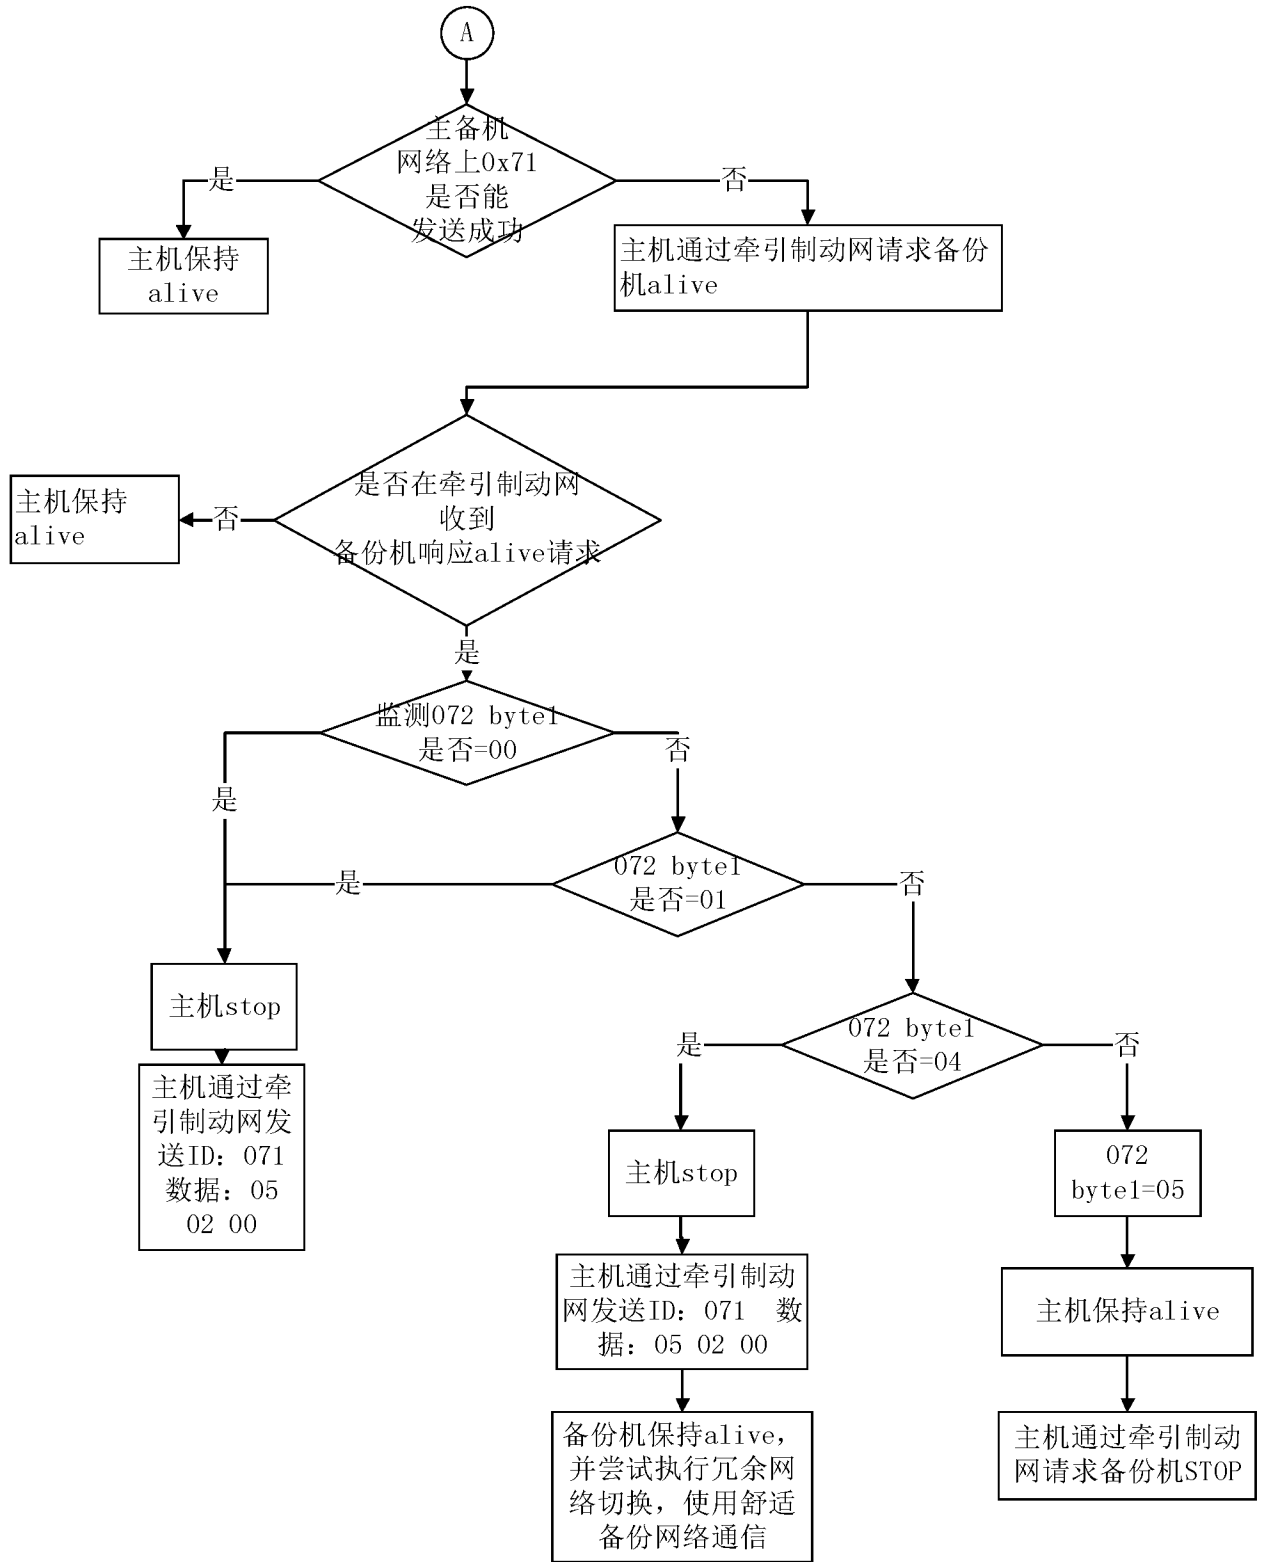 A
主备机
网络上0x71
是否能
发送成功
是
否
主机保持
alive
主机通过牵引制动网请求备份
机alive
是否在牵引制动网
收到
备份机响应alive请求
否
主机保持
alive
是
监测072 byte1
是否=00
是
否
072 byte1
是否=01
是
否
主机stop
主机通过牵
引制动网发
送ID：071
数据：05
02 00
072 byte1
是否=04
是
否
主机stop
主机通过牵引制动
网发送ID：071 数
据：05 02 00
备份机保持alive，
并尝试执行冗余网
络切换，使用舒适
备份网络通信
072
byte1=05
主机保持alive
主机通过牵引制动
网请求备份机STOP